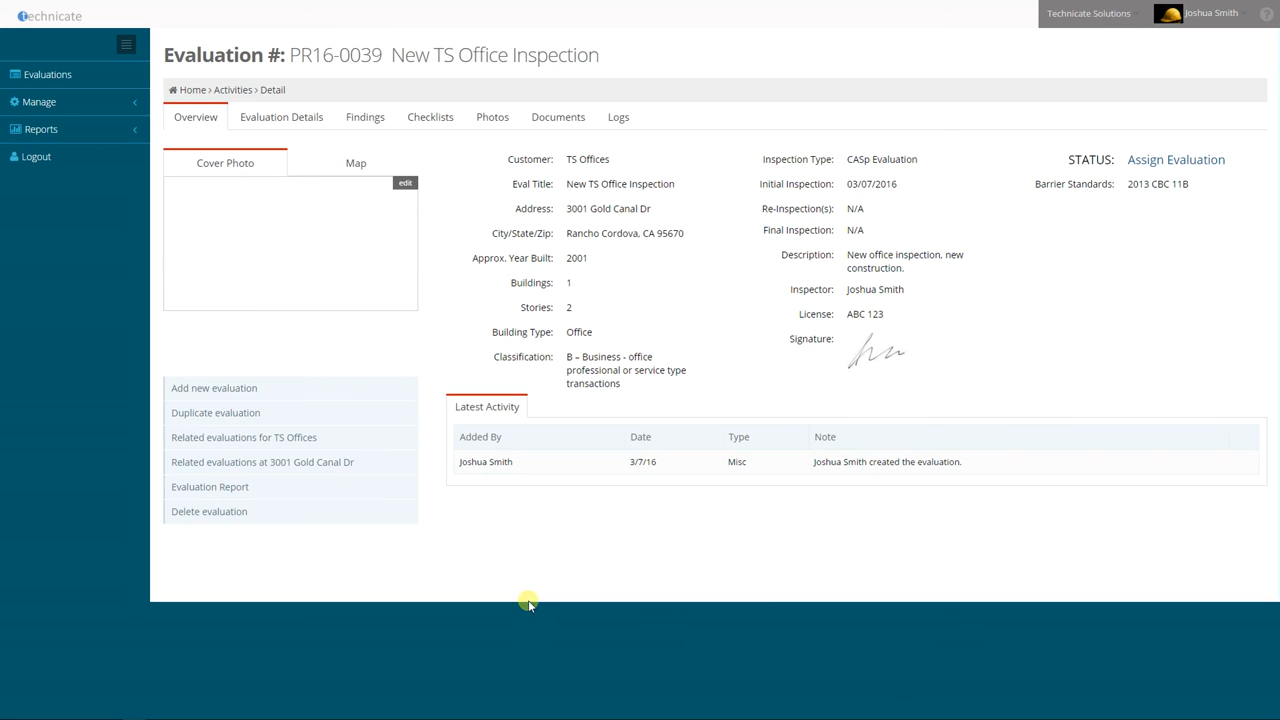 technicate
Technicate Solutions
Joshua Smith
?
Evaluation #: PR16-0039 New TS Office Inspection
Evaluations
Manage
Reports
Logout
Home › Activities › Detail
Overview
Evaluation Details
Findings
Checklists
Photos
Documents
Logs
Cover Photo
Map
edit
Customer: TS Offices
Eval Title: New TS Office Inspection
Address: 3001 Gold Canal Dr
City/State/Zip: Rancho Cordova, CA 95670
Approx. Year Built: 2001
Buildings: 1
Stories: 2
Building Type: Office
Classification: B – Business - office
professional or service type
transactions
Inspection Type: CASp Evaluation
Initial Inspection: 03/07/2016
Re-Inspection(s): N/A
Final Inspection: N/A
Description: New office inspection, new
construction.
Inspector: Joshua Smith
License: ABC 123
Signature:
STATUS: Assign Evaluation
Barrier Standards: 2013 CBC 11B
Add new evaluation
Duplicate evaluation
Related evaluations for TS Offices
Related evaluations at 3001 Gold Canal Dr
Evaluation Report
Delete evaluation
Latest Activity
Added By Date Type Note
Joshua Smith 3/7/16 Misc Joshua Smith created the evaluation.